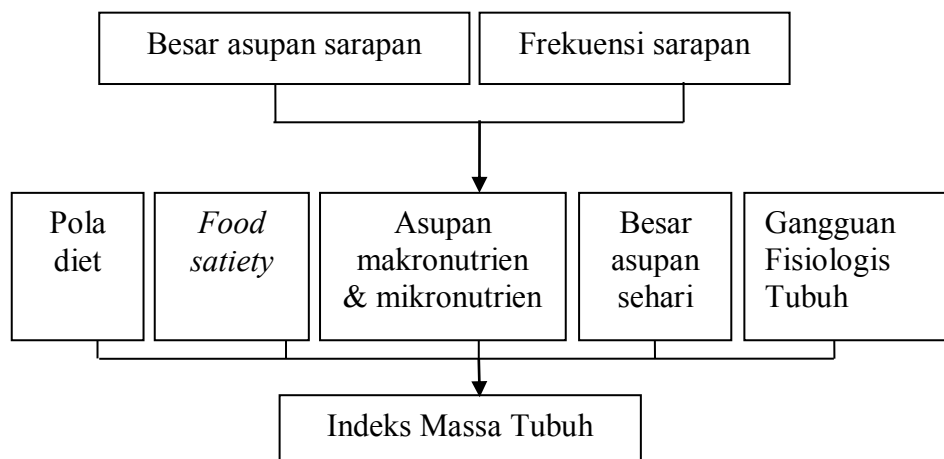 Besar asupan sarapan
Frekuensi sarapan
Pola
diet
Food
satiety
Asupan
makronutrien
& mikronutrien
Besar
asupan
sehari
Gangguan
Fisiologis
Tubuh
Indeks Massa Tubuh